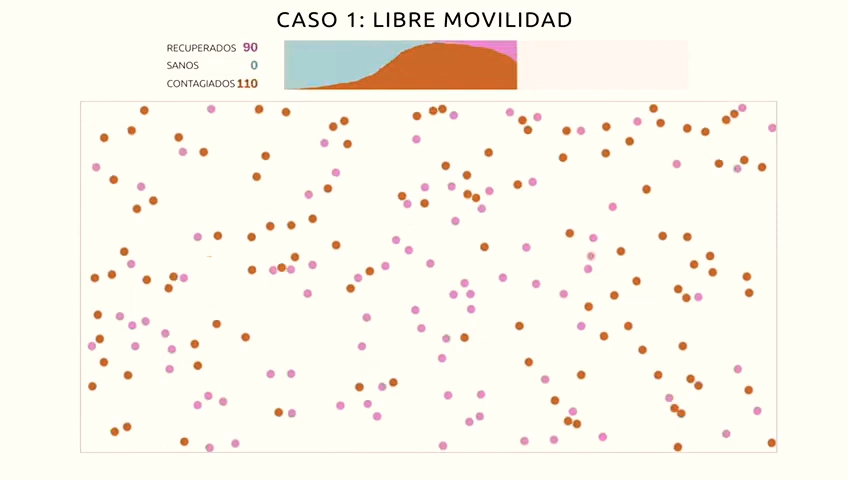 CASO 1: LIBRE MOVILIDAD
RECUPERADOS 90
SANOS 0
CONTAGIADOS 110